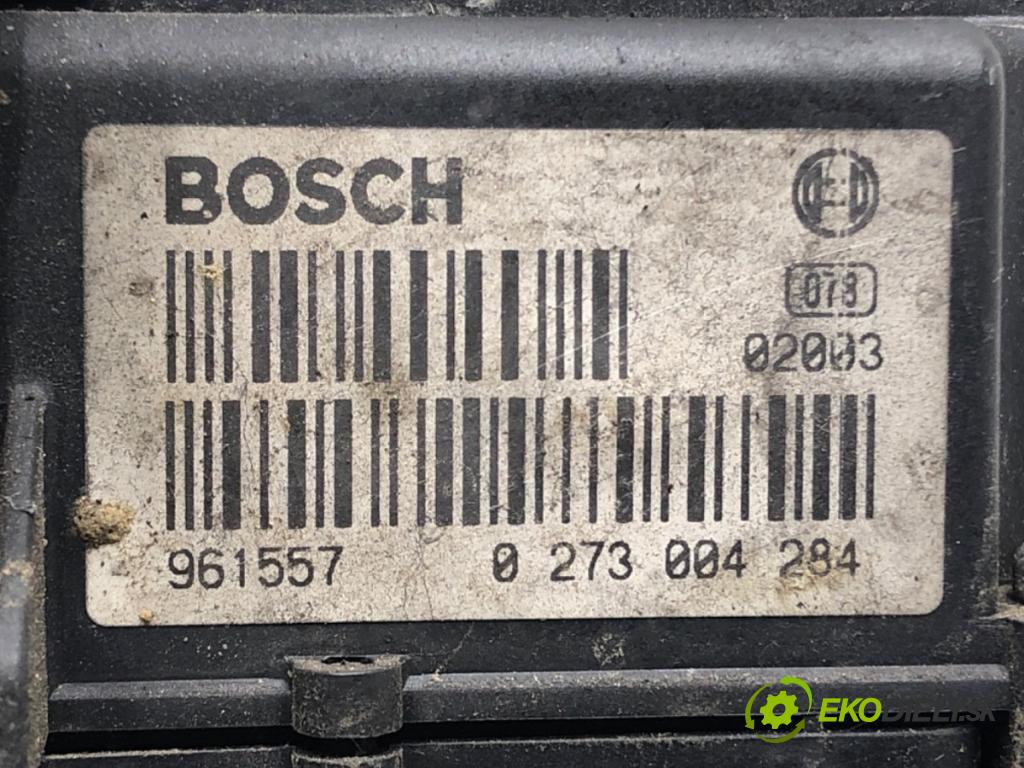 BOSCH
078
02003
961557 0 273 004 284
EKODIELY.SK